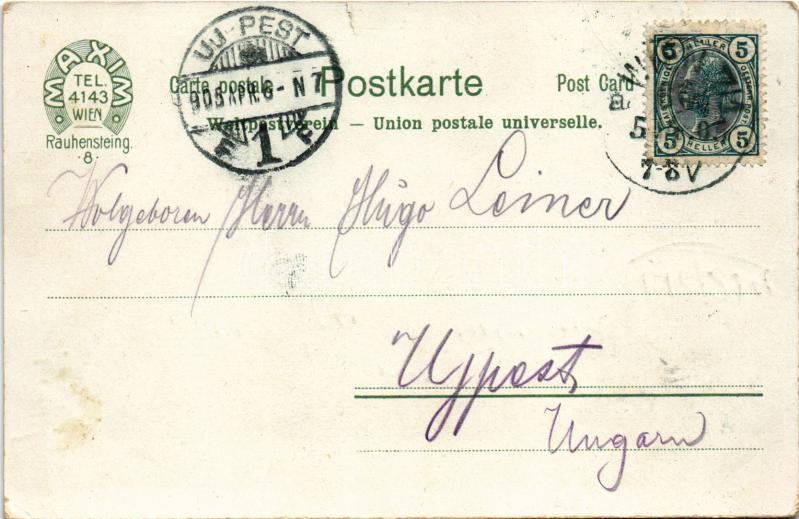 MAXIM
TEL.
4143
WIEN
Rauhensteing.
8.
UJ-PEST
905 APR. 6 - N 7
1
Carte postale Postkarte Post Card
Weltpostverein — Union postale universelle.
HELLER
5 5
5 5
HELLER
7-8V
Wolgeboren Herrn Hugo Leiner
Ujpest
Ungarn